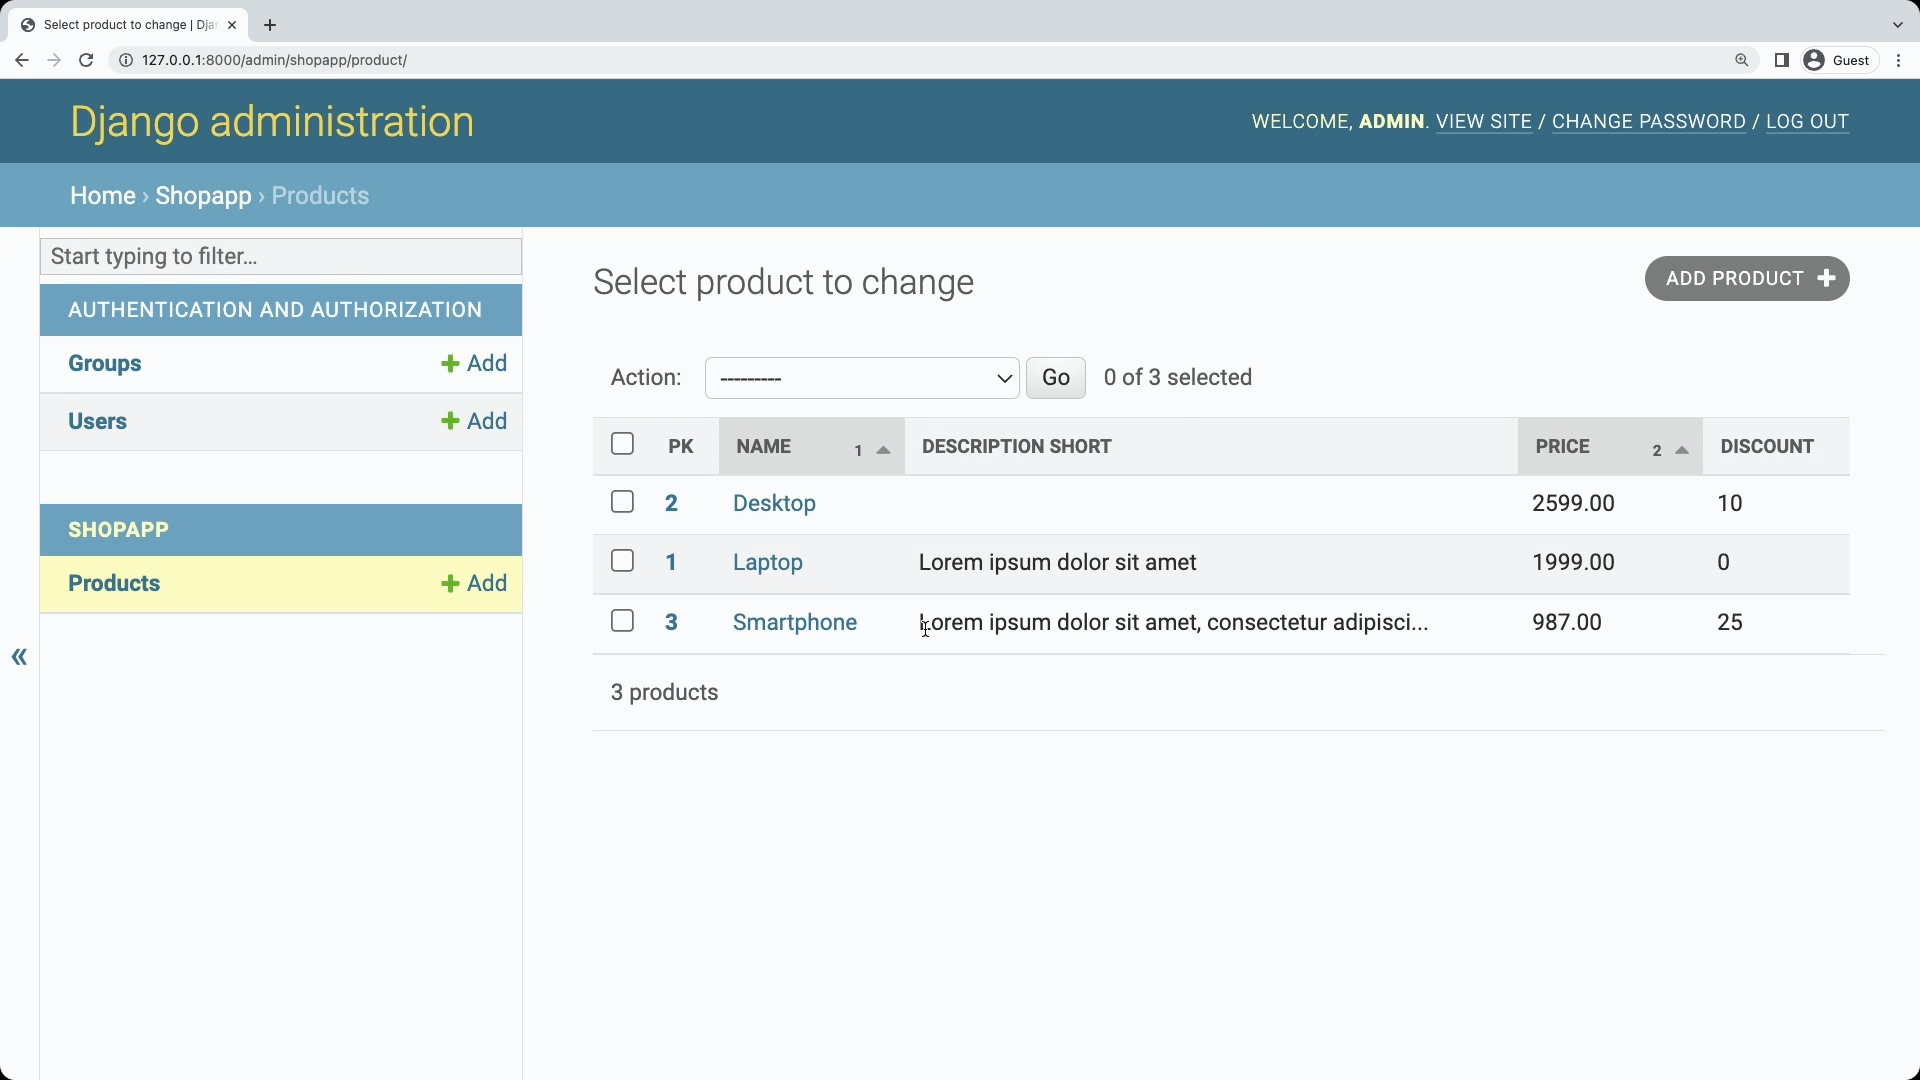 Select product to change | Dja
127.0.0.1:8000/admin/shopapp/product/
Guest
Django administration
WELCOME, ADMIN. VIEW SITE / CHANGE PASSWORD / LOG OUT
Home › Shopapp › Products
Start typing to filter...
AUTHENTICATION AND AUTHORIZATION
Groups + Add
Users + Add
SHOPAPP
Products + Add
«
Select product to change
ADD PRODUCT +
Action: --------- Go 0 of 3 selected
PK NAME 1 DESCRIPTION SHORT PRICE 2 DISCOUNT
2 Desktop 2599.00 10
1 Laptop Lorem ipsum dolor sit amet 1999.00 0
3 Smartphone Lorem ipsum dolor sit amet, consectetur adipisci... 987.00 25
3 products